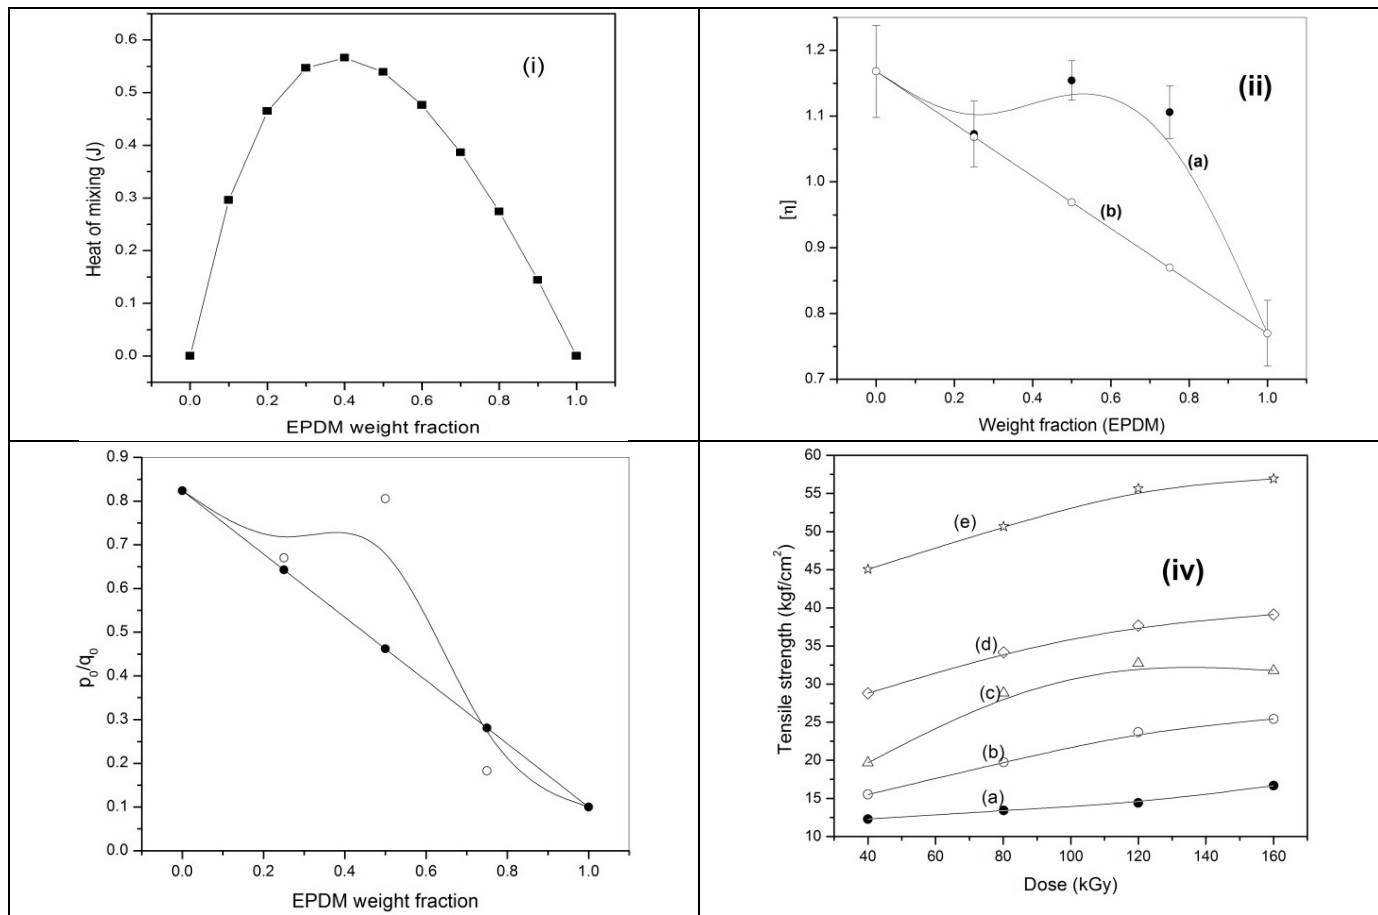 (i)
Heat of mixing (J)
0.6
0.5
0.4
0.3
0.2
0.1
0.0
0.0 0.2 0.4 0.6 0.8 1.0
EPDM weight fraction
(ii)
[η]
1.2
1.1
1.0
0.9
0.8
0.7
(a)
(b)
0.0 0.2 0.4 0.6 0.8 1.0
Weight fraction (EPDM)
p0/q0
0.9
0.8
0.7
0.6
0.5
0.4
0.3
0.2
0.1
0.0
0.0 0.2 0.4 0.6 0.8 1.0
EPDM weight fraction
(iv)
Tensile strength (kgf/cm2)
60
55
50
45
40
35
30
25
20
15
10
(e)
(d)
(c)
(b)
(a)
40 60 80 100 120 140 160
Dose (kGy)